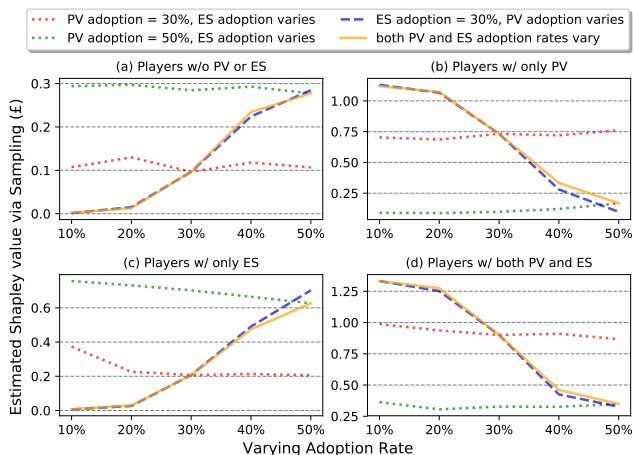 PV adoption = 30%, ES adoption varies
PV adoption = 50%, ES adoption varies
ES adoption = 30%, PV adoption varies
both PV and ES adoption rates vary
Estimated Shapley value via Sampling (£)
(a) Players w/o PV or ES
0.3
0.2
0.1
0.0
10% 20% 30% 40% 50%
(b) Players w/ only PV
1.00
0.75
0.50
0.25
10% 20% 30% 40% 50%
(c) Players w/ only ES
0.6
0.4
0.2
0.0
10% 20% 30% 40% 50%
(d) Players w/ both PV and ES
1.25
1.00
0.75
0.50
0.25
10% 20% 30% 40% 50%
Varying Adoption Rate